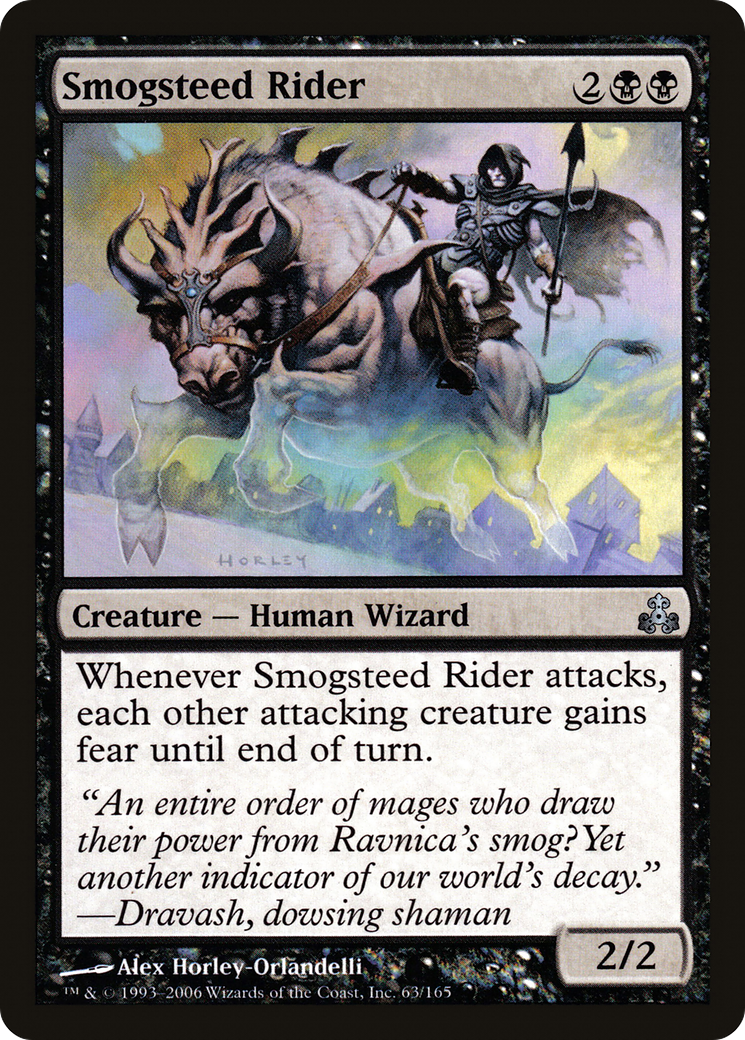 Smogsteed Rider 2
HORLEY
Creature — Human Wizard
Whenever Smogsteed Rider attacks,
each other attacking creature gains
fear until end of turn.
“An entire order of mages who draw
their power from Ravnica’s smog? Yet
another indicator of our world’s decay.”
—Dravash, dowsing shaman
2/2
Alex Horley-Orlandelli
™ & © 1993–2006 Wizards of the Coast, Inc. 63/165